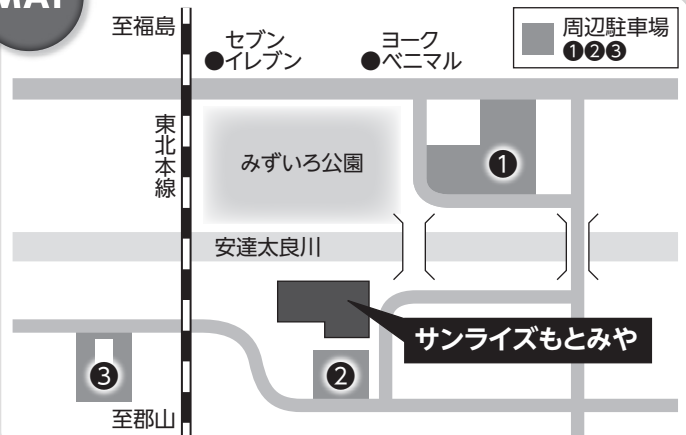 MAP
至福島
セブン
●イレブン
ヨーク
●ベニマル
周辺駐車場
❶❷❸
東北本線
みずいろ公園
❶
安達太良川
サンライズもとみや
❸
❷
至郡山